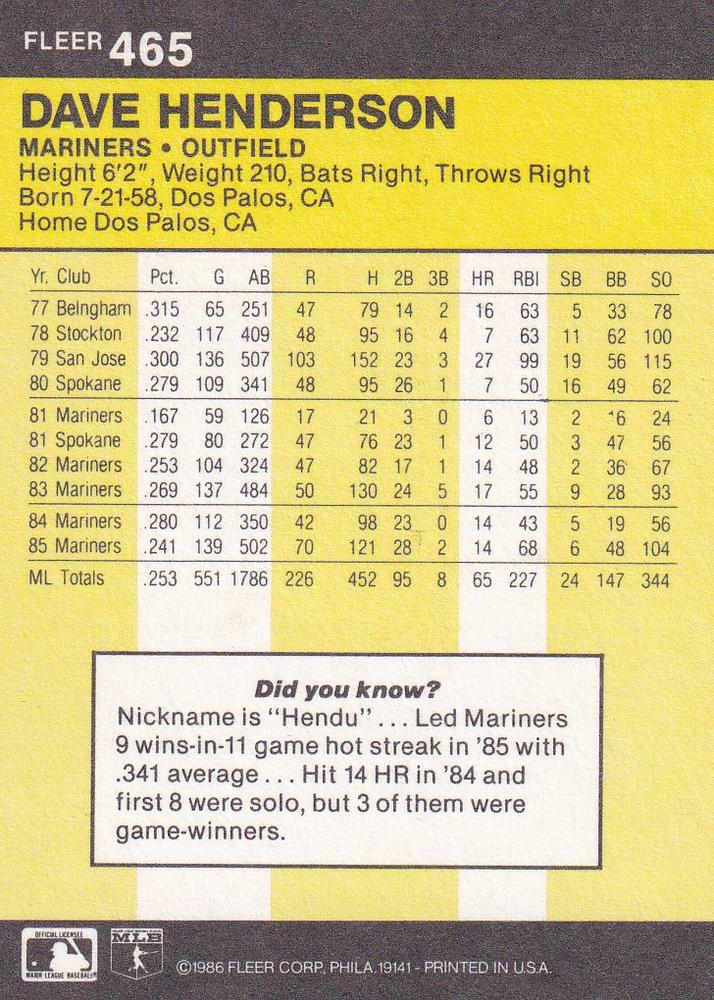 FLEER 465
DAVE HENDERSON
MARINERS • OUTFIELD
Height 6'2", Weight 210, Bats Right, Throws Right
Born 7-21-58, Dos Palos, CA
Home Dos Palos, CA
Yr. Club Pct. G AB R H 2B 3B HR RBI SB BB SO
77 Belngham .315 65 251 47 79 14 2 16 63 5 33 78
78 Stockton .232 117 409 48 95 16 4 7 63 11 62 100
79 San Jose .300 136 507 103 152 23 3 27 99 19 56 115
80 Spokane .279 109 341 48 95 26 1 7 50 16 49 62
81 Mariners .167 59 126 17 21 3 0 6 13 2 16 24
81 Spokane .279 80 272 47 76 23 1 12 50 3 47 56
82 Mariners .253 104 324 47 82 17 1 14 48 2 36 67
83 Mariners .269 137 484 50 130 24 5 17 55 9 28 93
84 Mariners .280 112 350 42 98 23 0 14 43 5 19 56
85 Mariners .241 139 502 70 121 28 2 14 68 6 48 104
ML Totals .253 551 1786 226 452 95 8 65 227 24 147 344
Did you know?
Nickname is "Hendu" ... Led Mariners
9 wins-in-11 game hot streak in '85 with
.341 average ... Hit 14 HR in '84 and
first 8 were solo, but 3 of them were
game-winners.
OFFICIAL LICENSEE
MAJOR LEAGUE BASEBALL
MLB
©1986 FLEER CORP., PHILA. 19141 - PRINTED IN U.S.A.